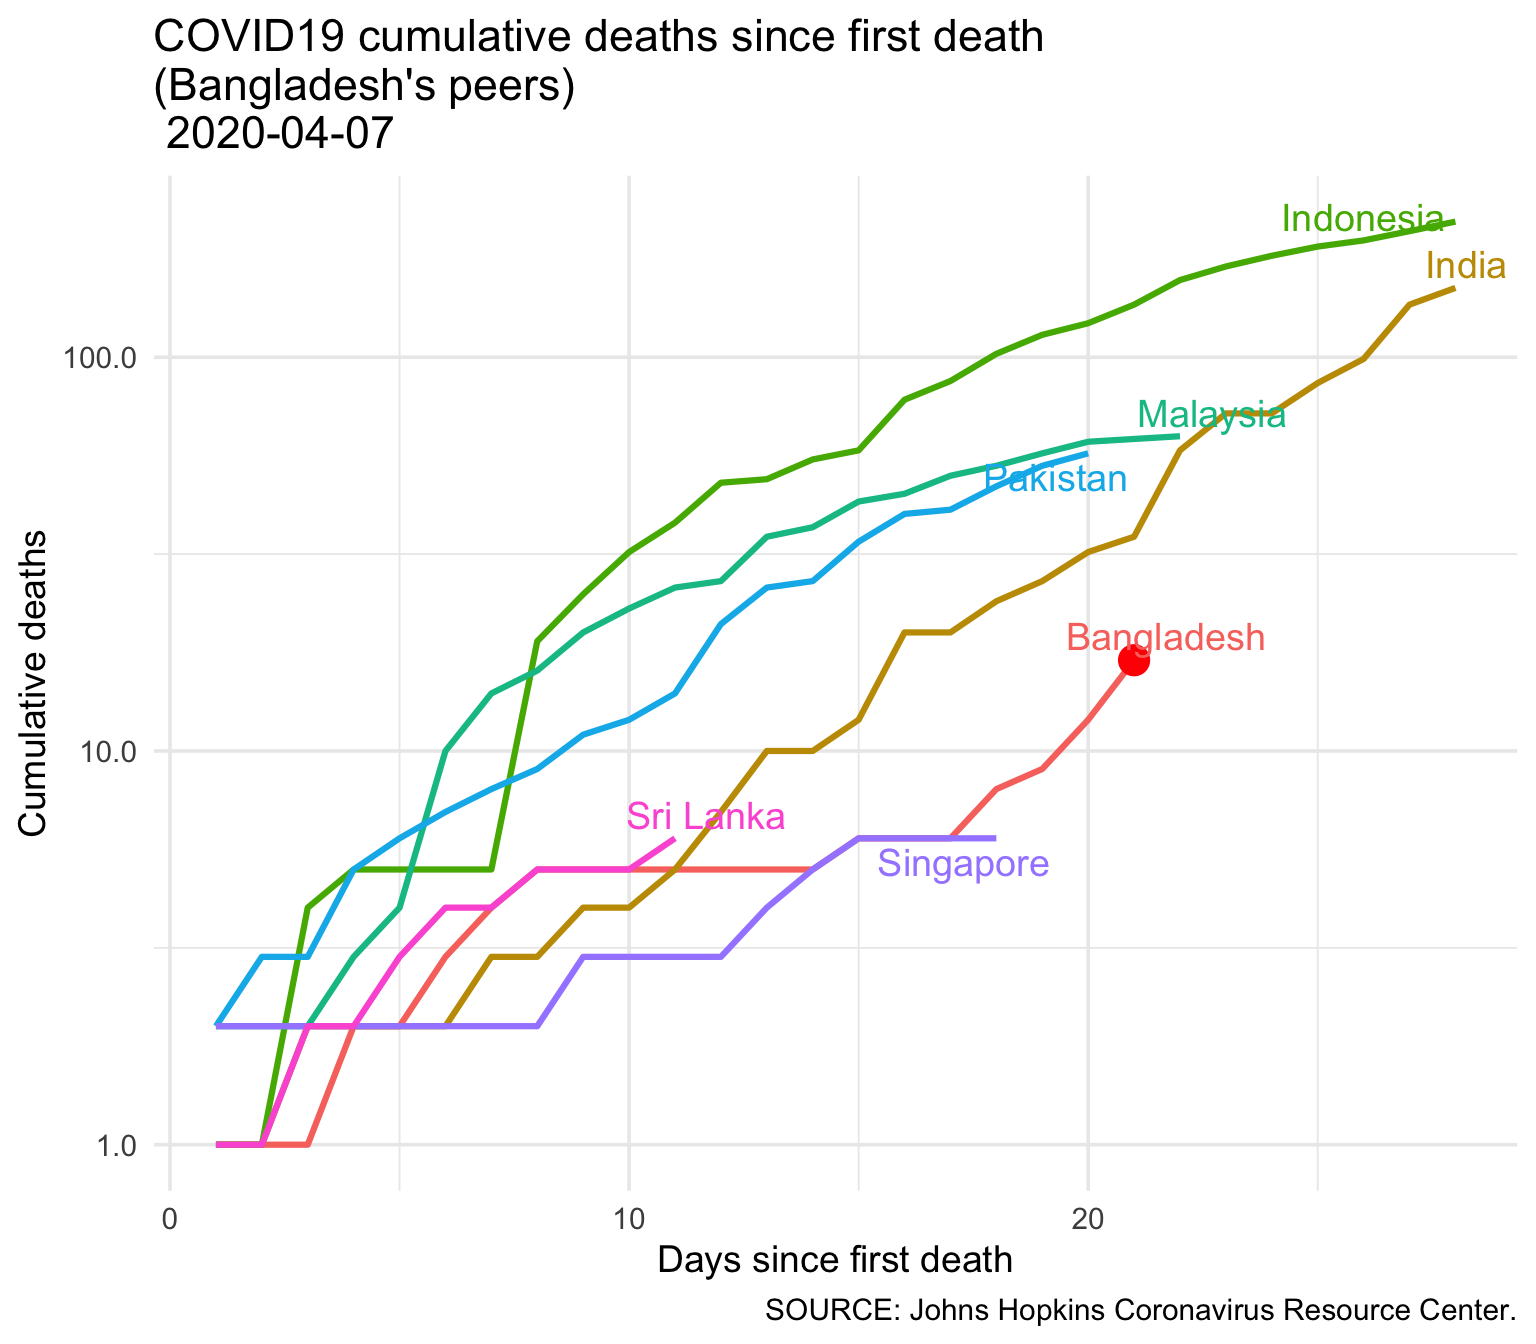 COVID19 cumulative deaths since first death
(Bangladesh's peers)
2020-04-07
Indonesia
India
100.0
Malaysia
Pakistan
Bangladesh
10.0
Sri Lanka
Singapore
1.0
Cumulative deaths
0 10 20
Days since first death
SOURCE: Johns Hopkins Coronavirus Resource Center.